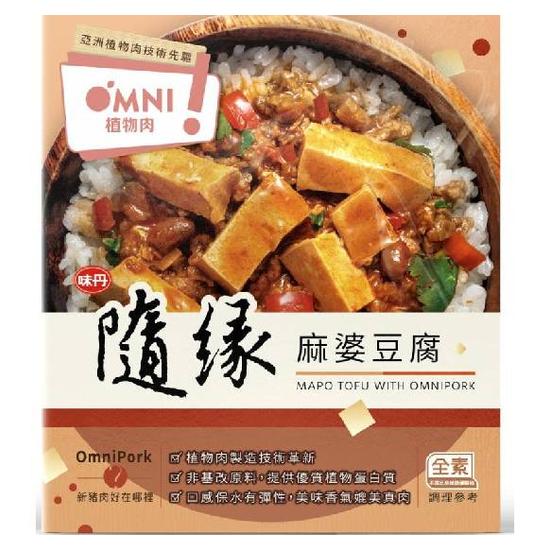 亞洲植物肉技術先驅
OMNI!
植物肉
味丹
隨緣
麻婆豆腐
MAPO TOFU WITH OMNIPORK
OmniPork
新豬肉好在哪裡
植物肉製造技術革新
非基改原料，提供優質植物蛋白質
口感保水有彈性，美味香氣媲美真肉
全素
調理參考